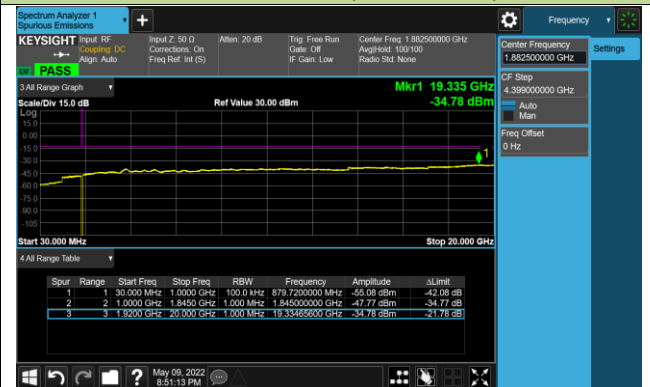 Spectrum Analyzer 1
Spurious Emissions
Frequency
KEYSIGHT
Input: RF
Coupling: DC
Align: Auto
Input Z: 50 Ω
Corrections: On
Freq Ref: Int (S)
Atten: 20 dB
Trig: Free Run
Gate: Off
IF Gain: Low
Center Freq: 1.882500000 GHz
Avg|Hold: 100/100
Radio Std: None
PASS
Center Frequency
1.882500000 GHz
Settings
CF Step
4.399000000 GHz
Auto
Man
Freq Offset
0 Hz
3 All Range Graph
Mkr1 19.335 GHz
Scale/Div 15.0 dB
Ref Value 30.00 dBm
-34.78 dBm
Log
15.0
0.00
-15.0
-30.0
-45.0
-60.0
-75.0
-90.0
-105
1
Start 30.000 MHz
Stop 20.000 GHz
4 All Range Table
Spur Range Start Freq Stop Freq RBW Frequency Amplitude ΔLimit
1 1 30.000 MHz 1.0000 GHz 100.0 kHz 879.7200000 MHz -55.08 dBm -42.08 dB
2 2 1.0000 GHz 1.8450 GHz 1.000 MHz 1.845000000 GHz -47.77 dBm -34.77 dB
3 3 1.9200 GHz 20.000 GHz 1.000 MHz 19.33465600 GHz -34.78 dBm -21.78 dB
?
May 09, 2022
8:51:13 PM